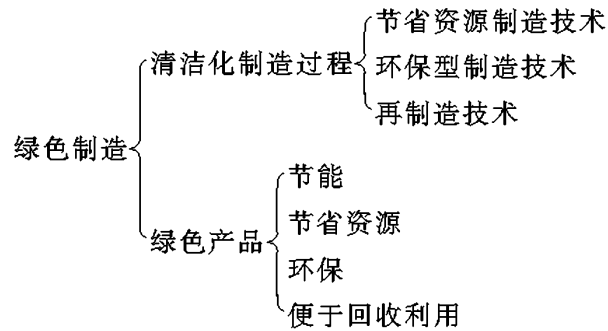 绿色制造
清洁化制造过程
节省资源制造技术
环保型制造技术
再制造技术
绿色产品
节能
节省资源
环保
便于回收利用